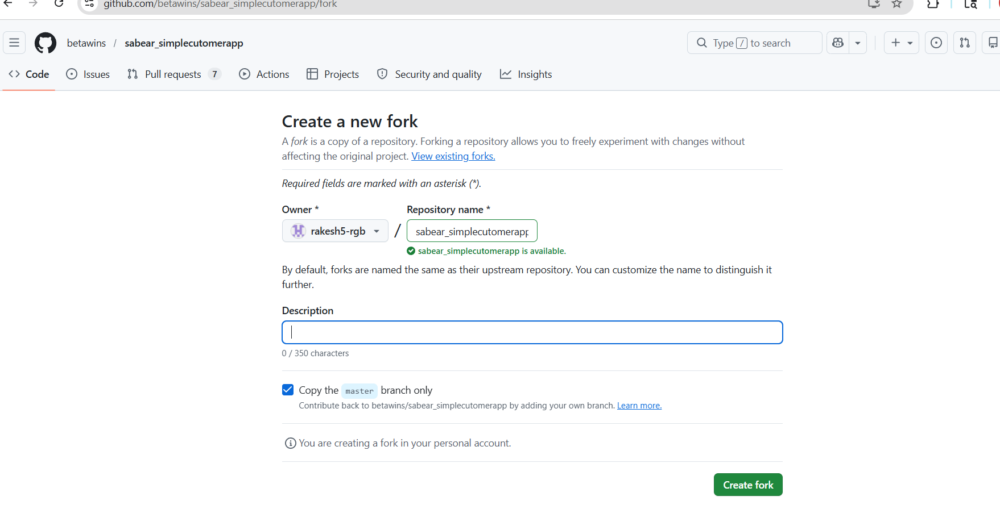 github.com/betawins/sabear_simplecutomerapp/fork
betawins / sabear_simplecutomerapp
Type / to search
Code Issues Pull requests 7 Actions Projects Security and quality Insights
Create a new fork
A fork is a copy of a repository. Forking a repository allows you to freely experiment with changes without
affecting the original project. View existing forks.
Required fields are marked with an asterisk (*).
Owner * Repository name *
rakesh5-rgb / sabear_simplecutomerapp
sabear_simplecutomerapp is available.
By default, forks are named the same as their upstream repository. You can customize the name to distinguish it
further.
Description
0 / 350 characters
Copy the master branch only
Contribute back to betawins/sabear_simplecutomerapp by adding your own branch. Learn more.
You are creating a fork in your personal account.
Create fork